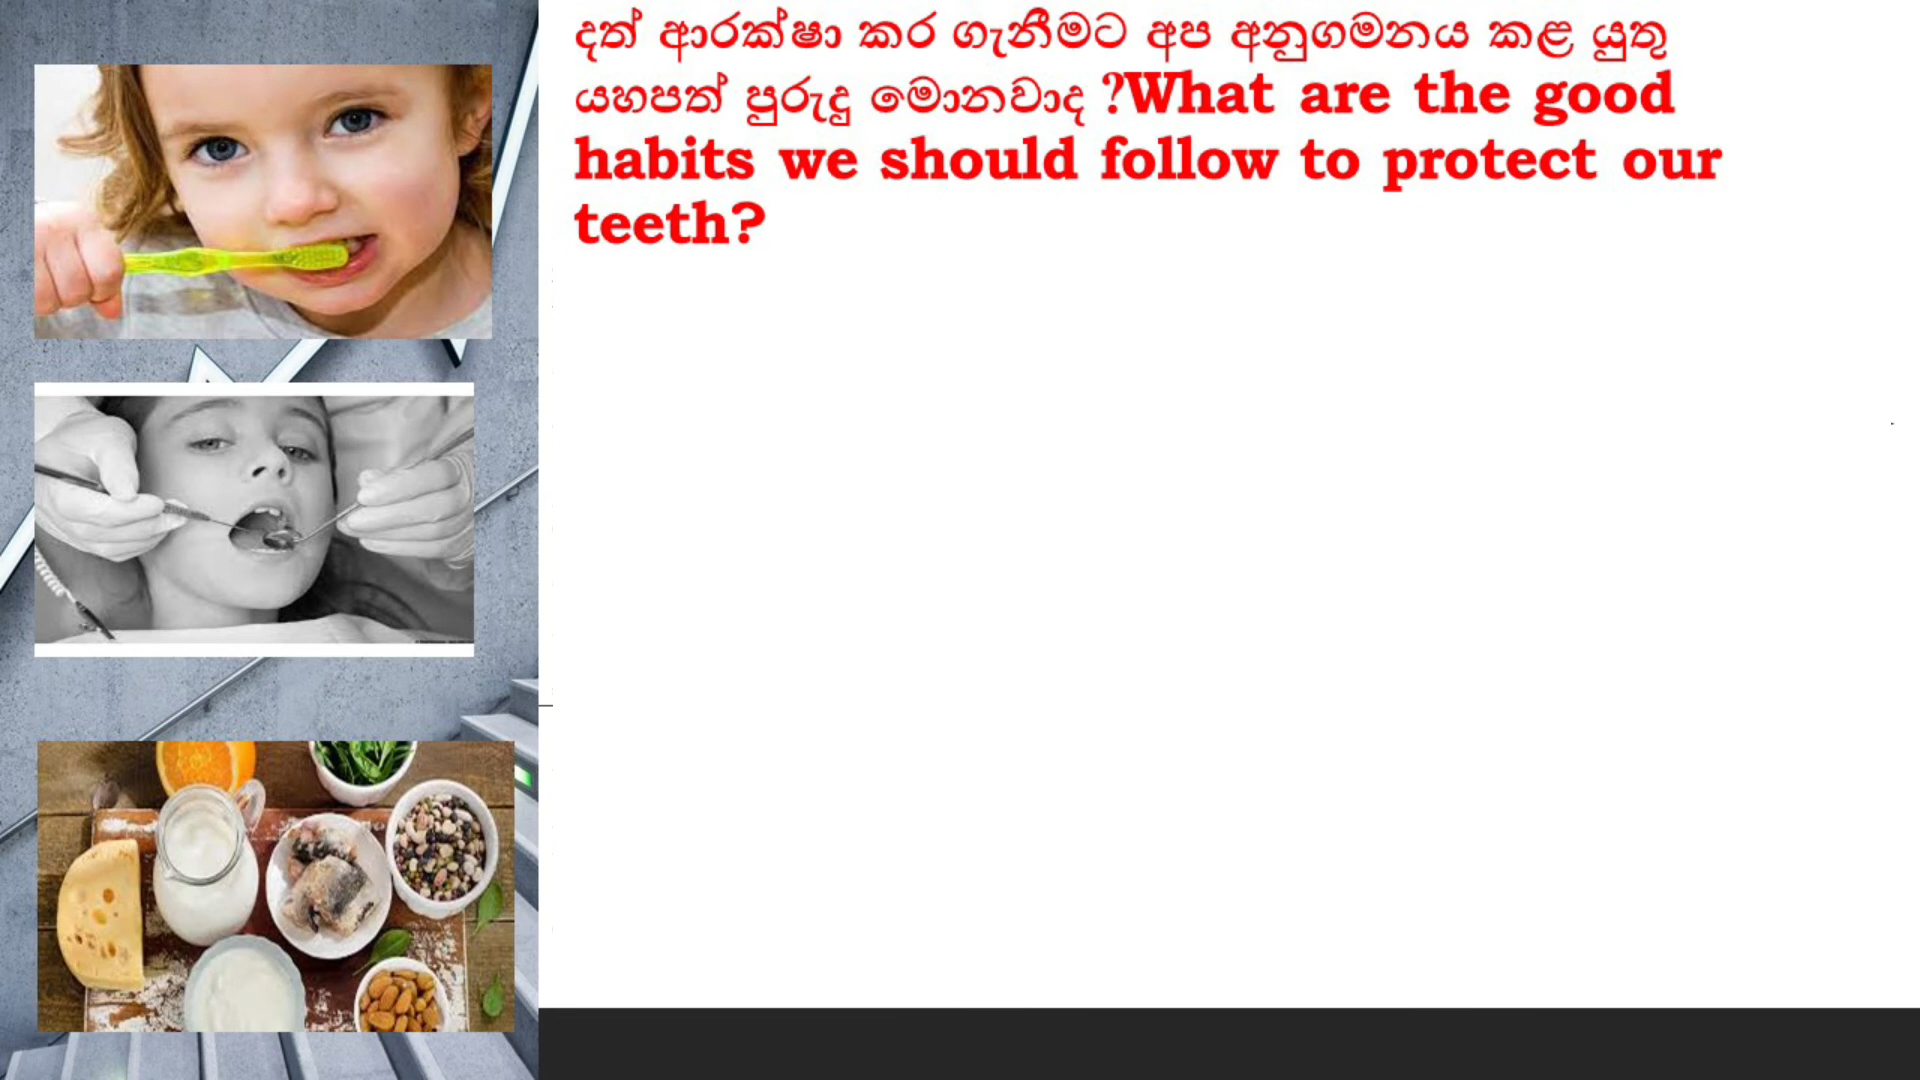 දත් ආරක්ෂා කර ගැනීමට අප අනුගමනය කළ යුතු
යහපත් පුරුදු මොනවාද ?What are the good
habits we should follow to protect our
teeth?